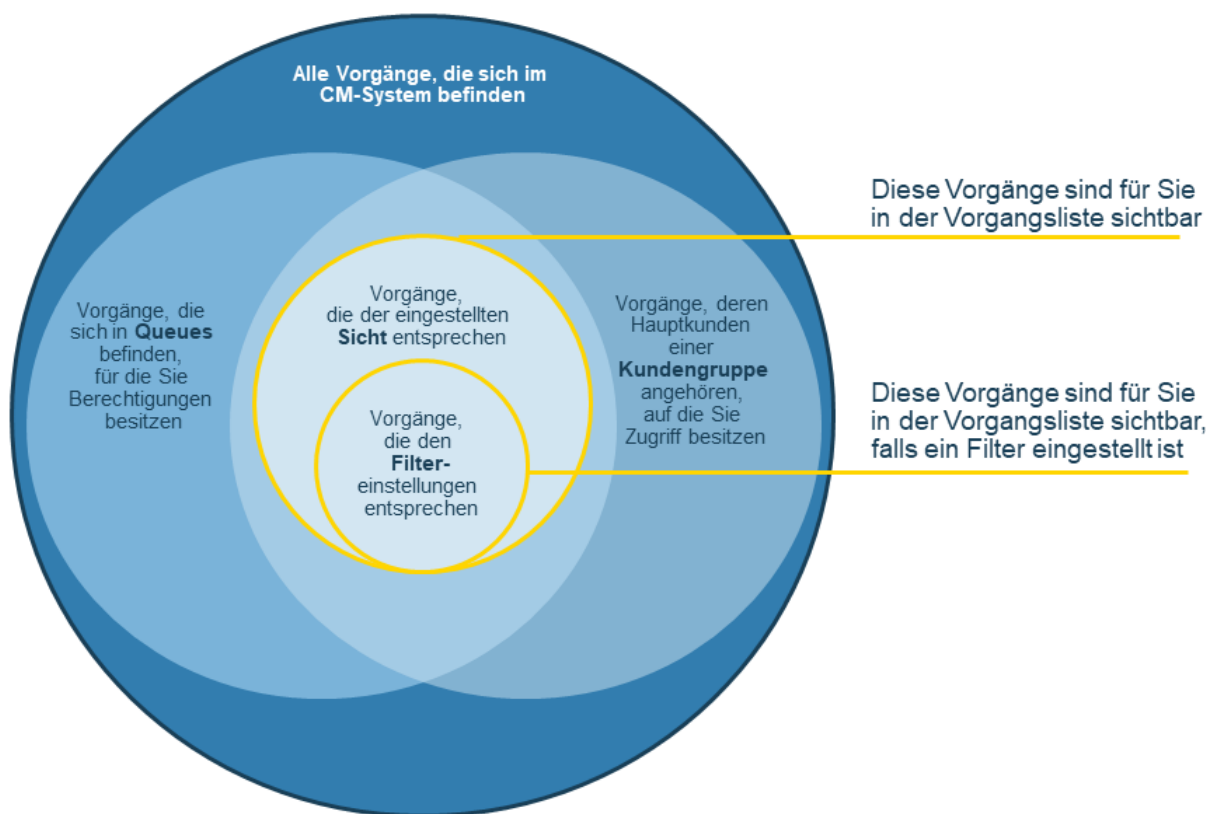 Alle Vorgänge, die sich im
CM-System befinden
Diese Vorgänge sind für Sie
in der Vorgangsliste sichtbar
Vorgänge, die
sich in Queues
befinden,
für die Sie
Berechtigungen
besitzen
Vorgänge,
die der eingestellten
Sicht entsprechen
Vorgänge, deren
Hauptkunden
einer
Kundengruppe
angehören,
auf die Sie
Zugriff besitzen
Vorgänge,
die den
Filter-
einstellungen
entsprechen
Diese Vorgänge sind für Sie
in der Vorgangsliste sichtbar,
falls ein Filter eingestellt ist